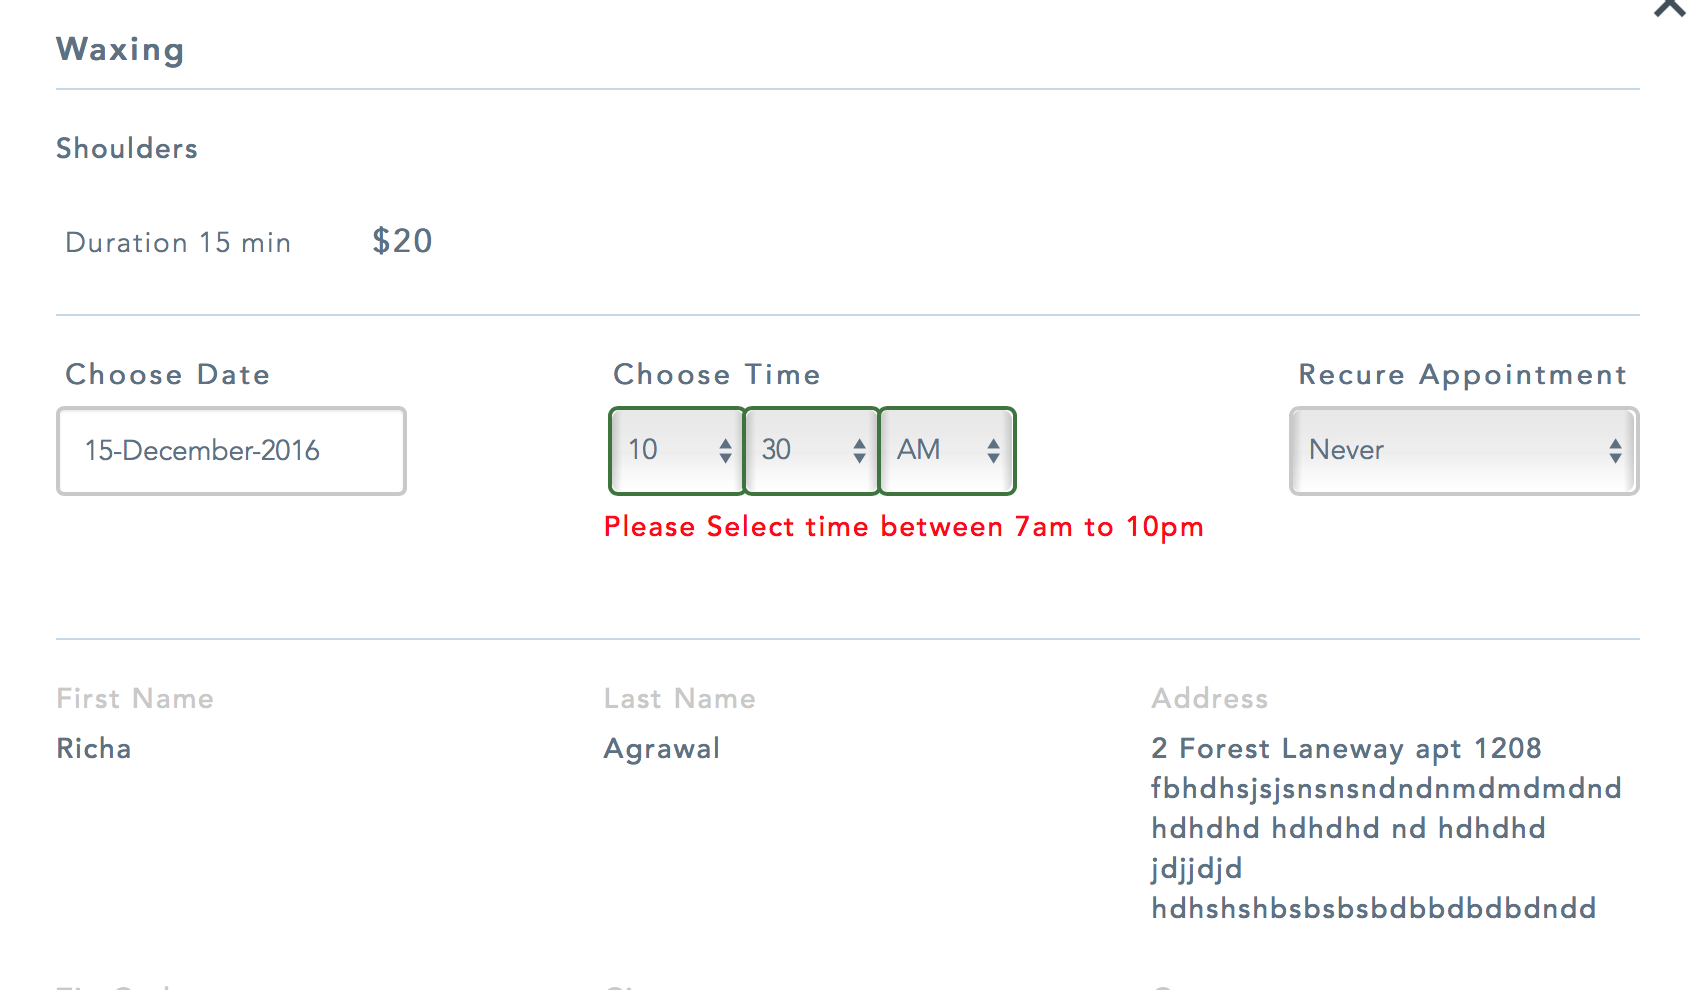 Waxing
Shoulders
Duration 15 min $20
Choose Date Choose Time Recure Appointment
15-December-2016 10 30 AM Never
Please Select time between 7am to 10pm
First Name Last Name Address
Richa Agrawal 2 Forest Laneway apt 1208
fbhdhsjsjsnsnsndndnmdmdmdnd
hdhdhd hdhdhd nd hdhdhd
jdjjdjd
hdhshshbsbsbsbdbbdbdbdndd